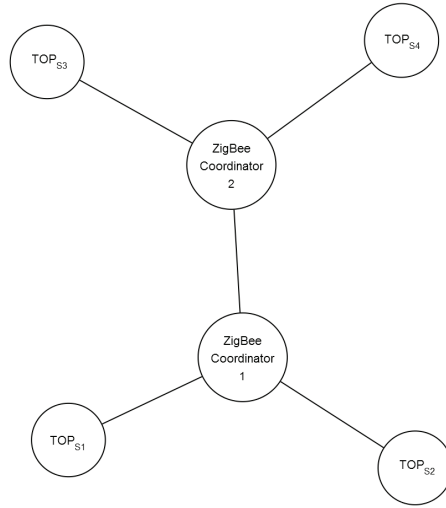 TOPS3
TOPS4
ZigBee
Coordinator
2
ZigBee
Coordinator
1
TOPS1
TOPS2